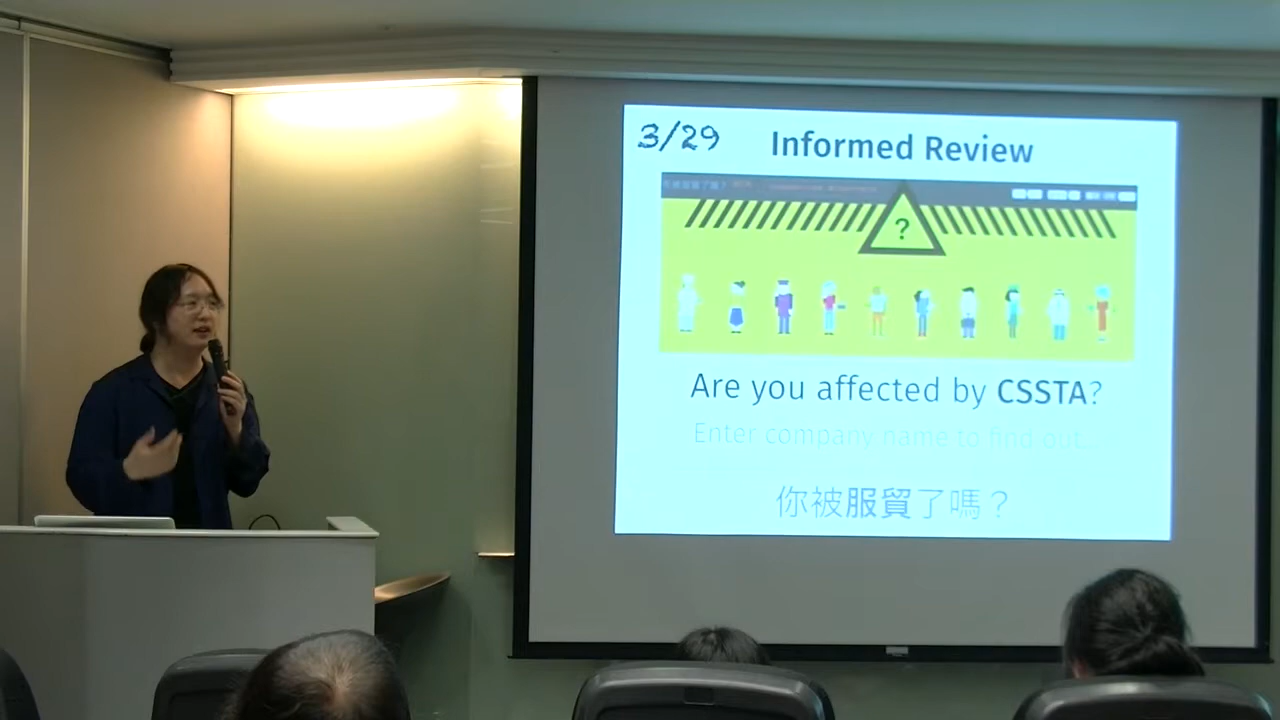 3/29 Informed Review
?
Are you affected by CSSTA?
Enter company name to find out...
你被服貿了嗎？